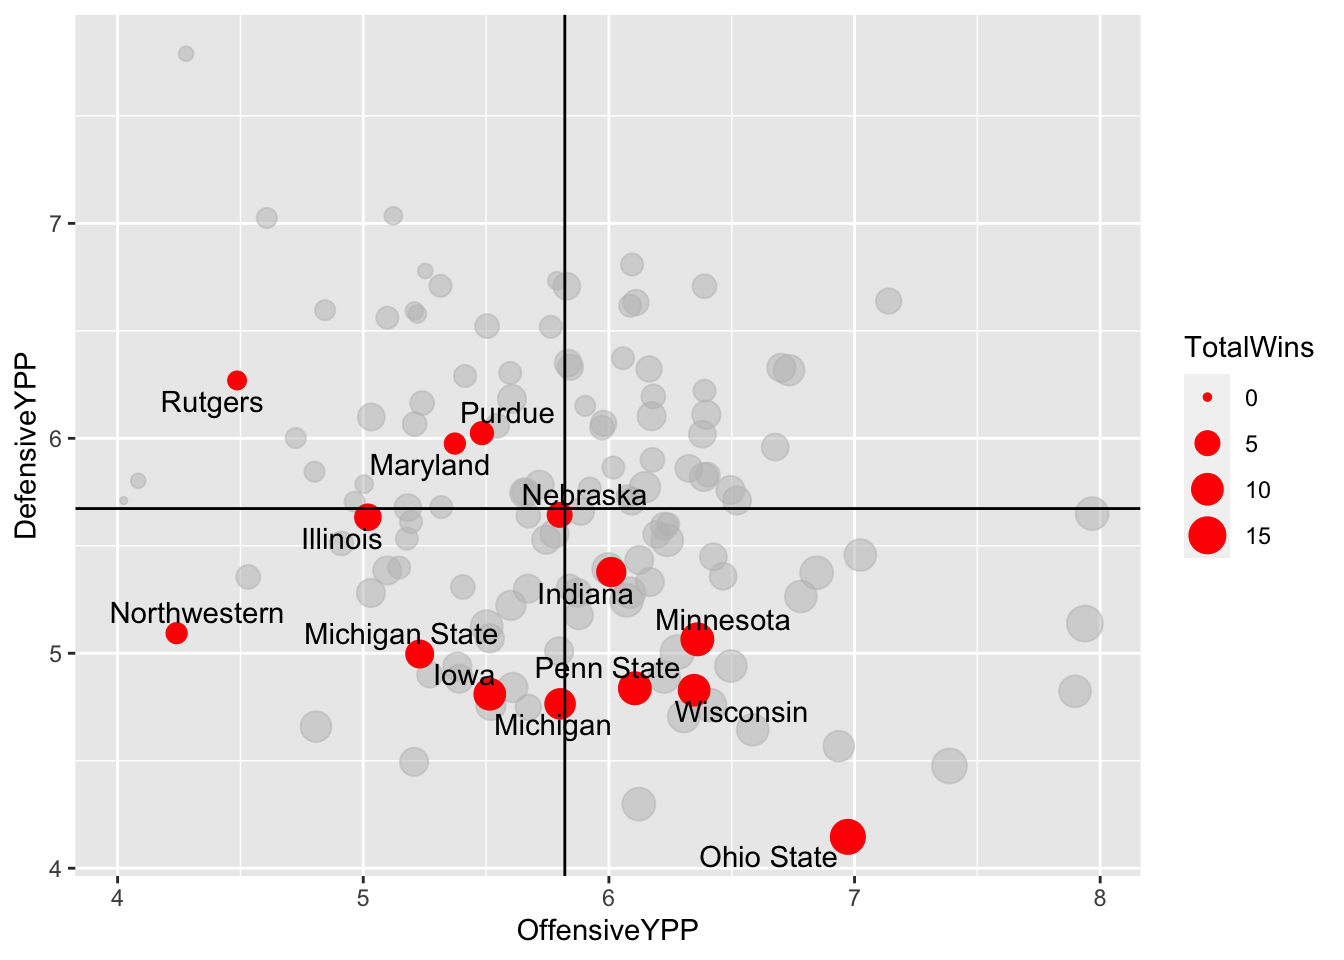 7
6
5
4
DefensiveYPP
Rutgers
Purdue
Maryland
Nebraska
Illinois
Indiana
Northwestern
Minnesota
Michigan State
Penn State
Iowa
Wisconsin
Michigan
Ohio State
4 5 6 7 8
OffensiveYPP
TotalWins
0
5
10
15